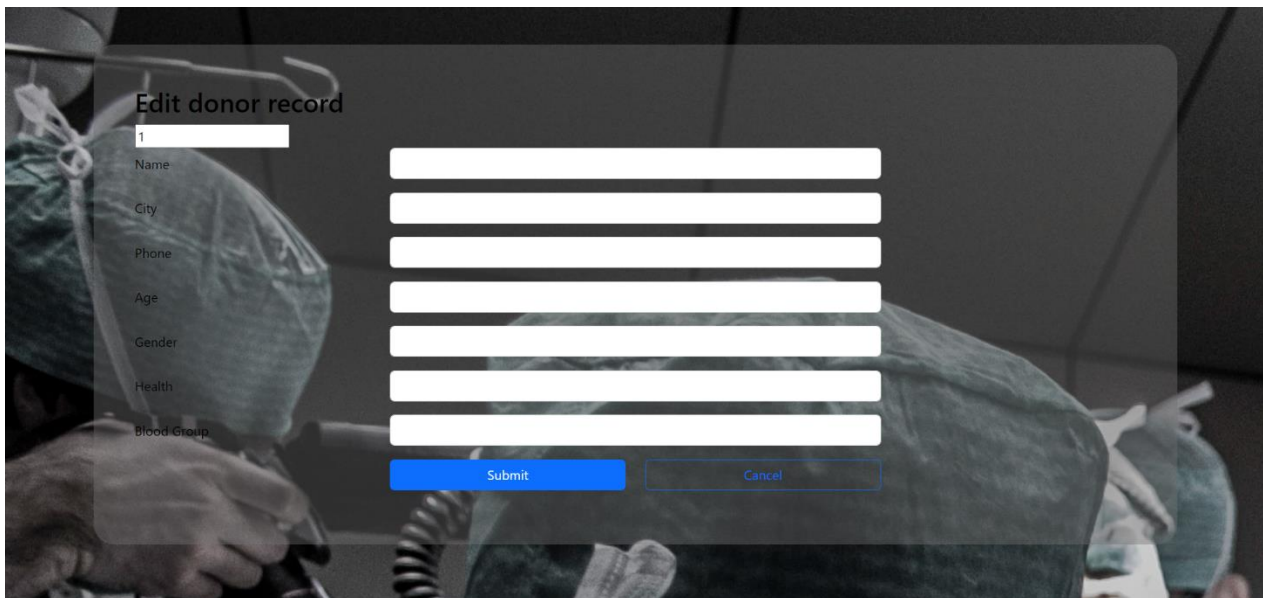 Edit donor record
1
Name
City
Phone
Age
Gender
Health
Blood Group
Submit Cancel